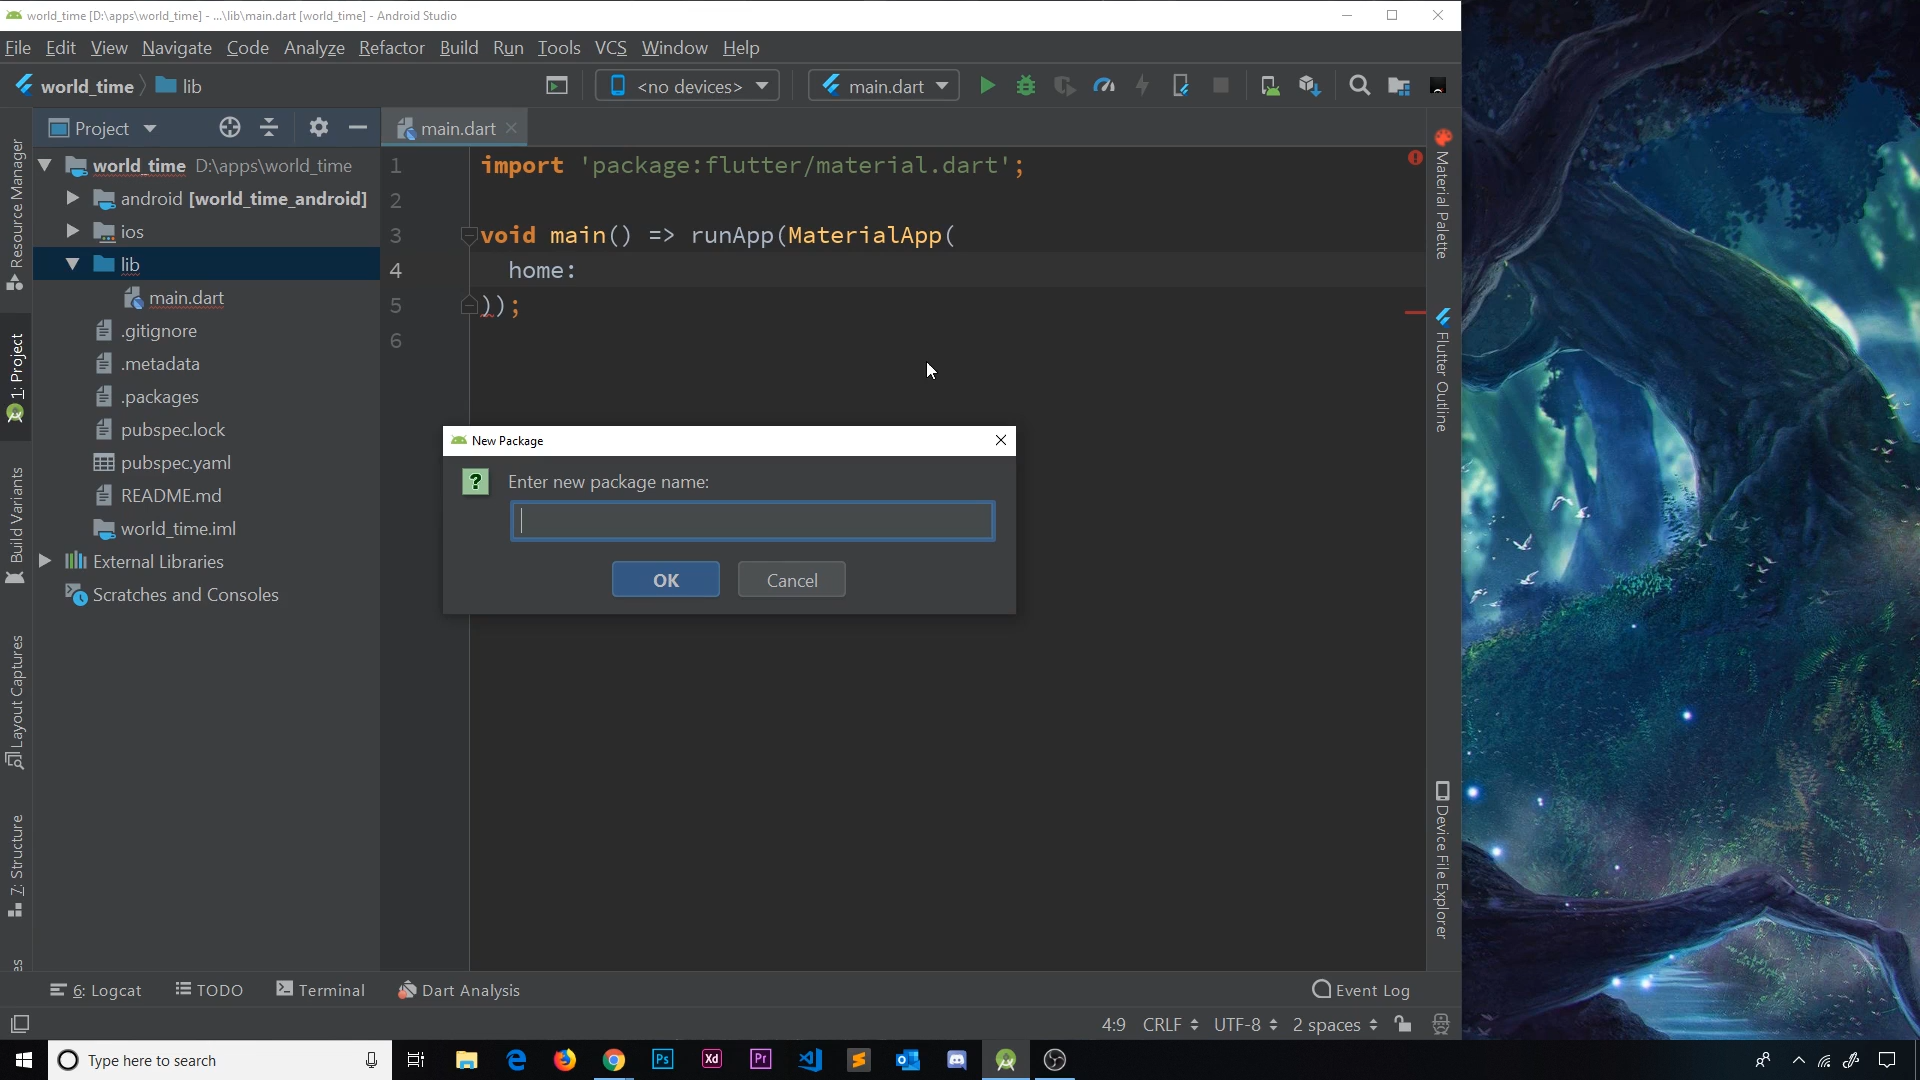 world_time [D:\apps\world_time] - ...\lib\main.dart [world_time] - Android Studio
File Edit View Navigate Code Analyze Refactor Build Run Tools VCS Window Help
world_time lib <no devices> main.dart
Project main.dart
world_time D:\apps\world_time
android [world_time_android]
ios
lib
main.dart
.gitignore
.metadata
.packages
pubspec.lock
pubspec.yaml
README.md
world_time.iml
External Libraries
Scratches and Consoles
1 import 'package:flutter/material.dart';
2
3 void main() => runApp(MaterialApp(
4 home:
5 ));
6
New Package
? Enter new package name:
OK Cancel
Resource Manager
1: Project
Build Variants
Layout Captures
7: Structure
es
Material Palette
Flutter Outline
Device File Explorer
6: Logcat TODO Terminal Dart Analysis Event Log
4:9 CRLF UTF-8 2 spaces
Type here to search
Ps
Xd
Pr